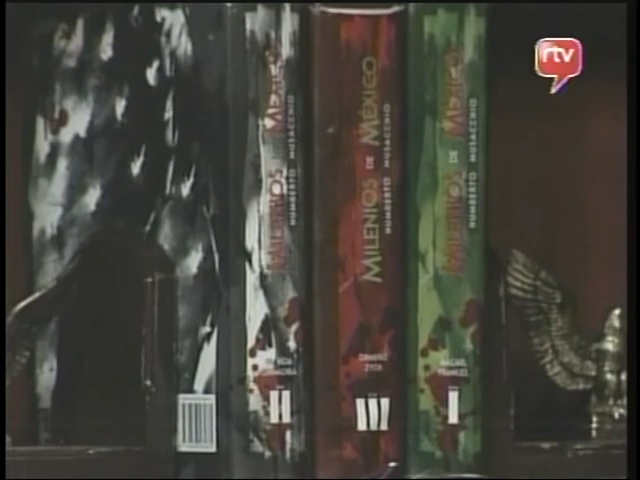 rtv
MILENIOS DE MÉXICO
HUMBERTO MUSACCHIO
II
MILENIOS DE MÉXICO
HUMBERTO MUSACCHIO
III
MILENIOS DE MÉXICO
HUMBERTO MUSACCHIO
I